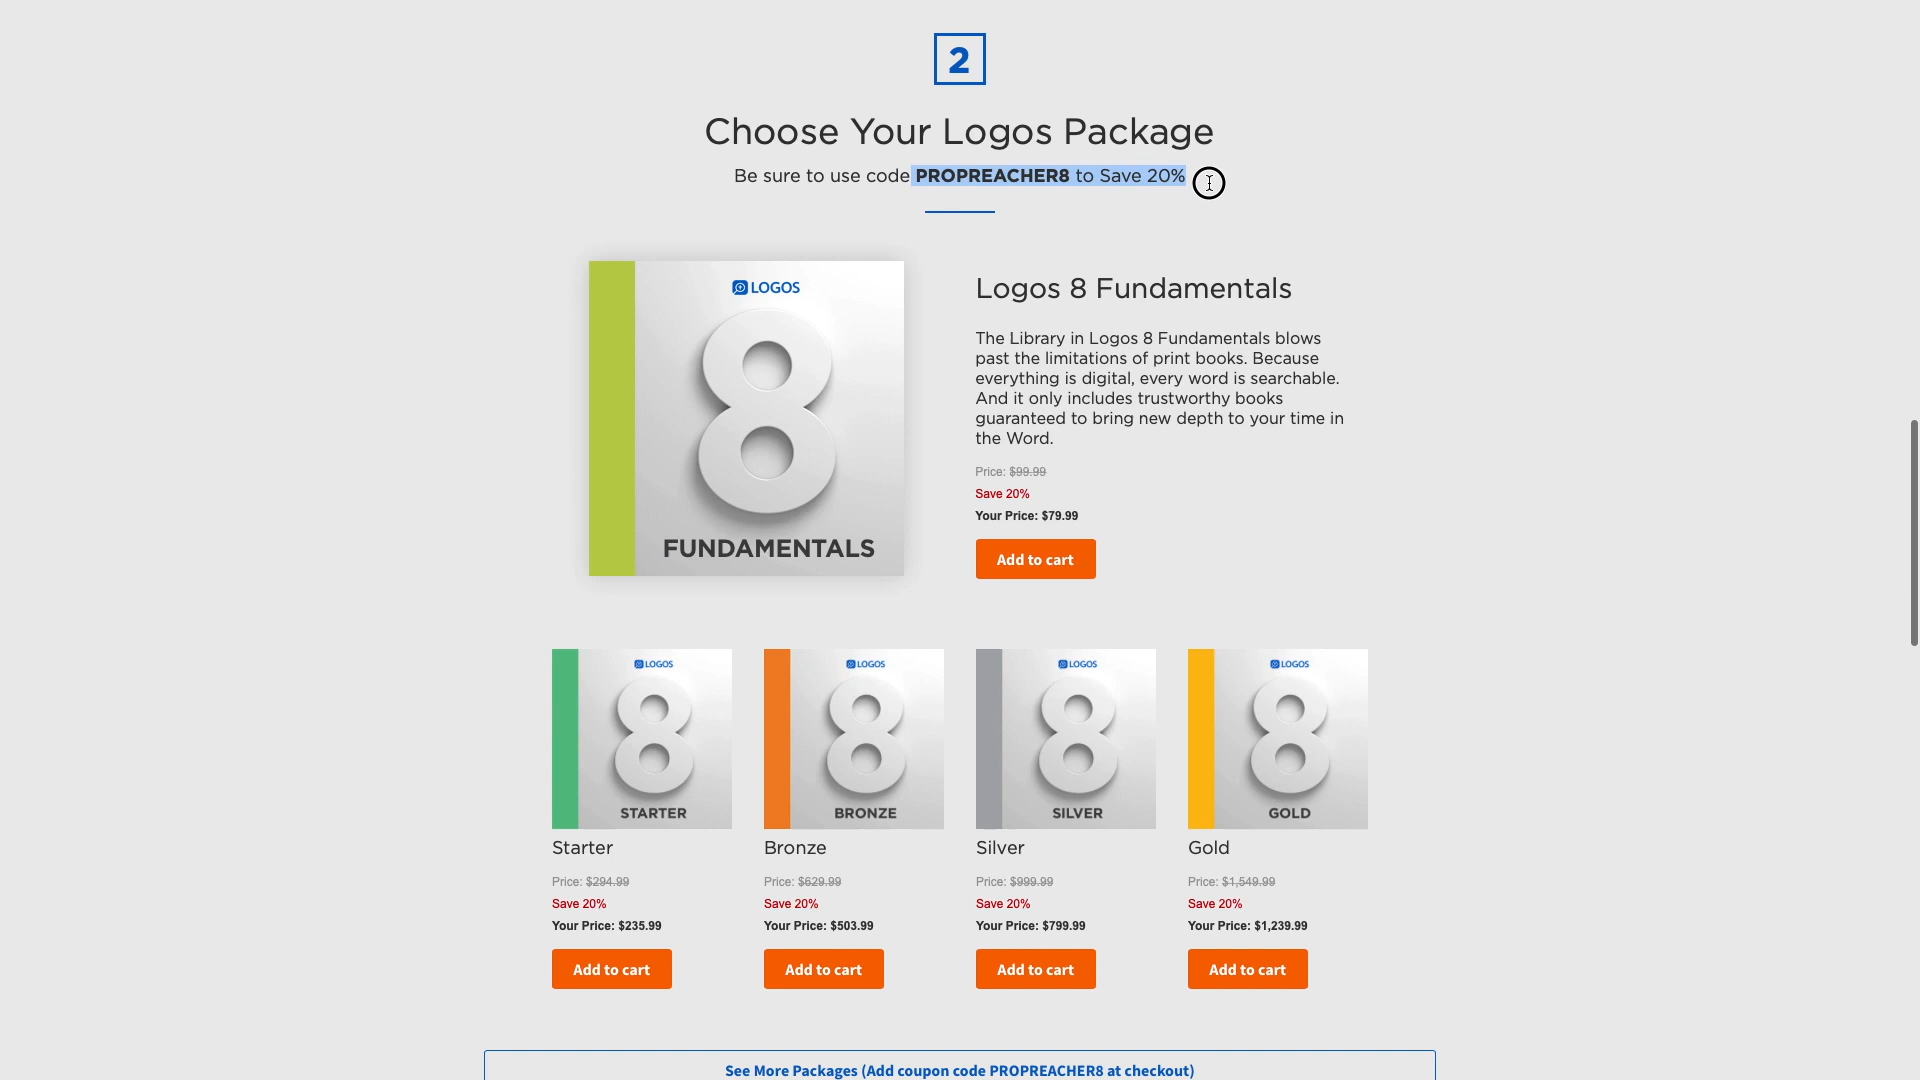 2
Choose Your Logos Package
Be sure to use code PROPREACHER8 to Save 20%
LOGOS
8
FUNDAMENTALS
Logos 8 Fundamentals
The Library in Logos 8 Fundamentals blows
past the limitations of print books. Because
everything is digital, every word is searchable.
And it only includes trustworthy books
guaranteed to bring new depth to your time in
the Word.
Price: $99.99
Save 20%
Your Price: $79.99
Add to cart
LOGOS
8
STARTER
Starter
Price: $294.99
Save 20%
Your Price: $235.99
Add to cart
LOGOS
8
BRONZE
Bronze
Price: $629.99
Save 20%
Your Price: $503.99
Add to cart
LOGOS
8
SILVER
Silver
Price: $999.99
Save 20%
Your Price: $799.99
Add to cart
LOGOS
8
GOLD
Gold
Price: $1,549.99
Save 20%
Your Price: $1,239.99
Add to cart
See More Packages (Add coupon code PROPREACHER8 at checkout)